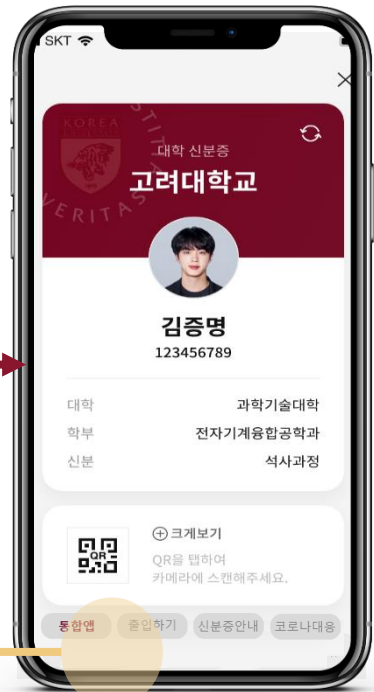 SKT
KOREA
VERITAS
대학 신분증
고려대학교
김증명
123456789
대학 과학기술대학
학부 전자기계융합공학과
신분 석사과정
QR
크게보기
QR을 탭하여
카메라에 스캔해주세요.
통합앱 출입하기 신분증안내 코로나대응